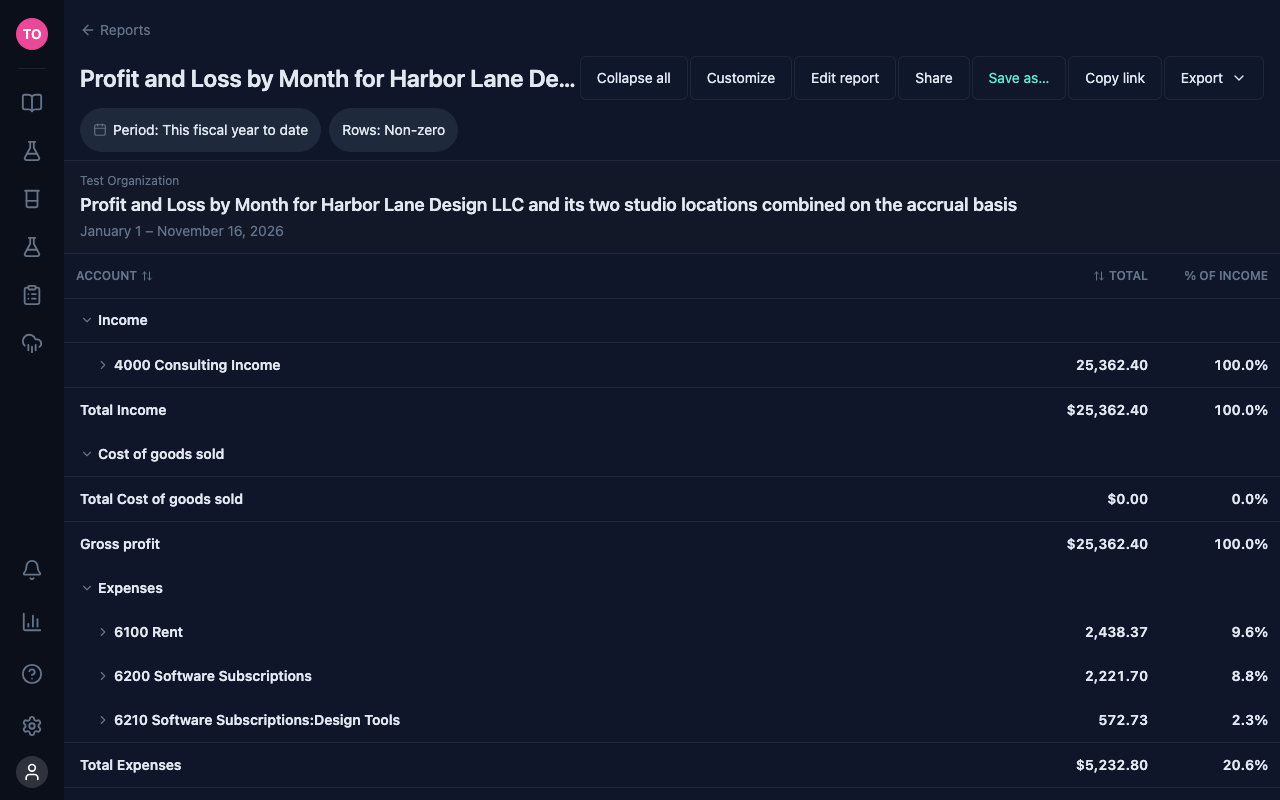 TO
Reports
Profit and Loss by Month for Harbor Lane De...
Collapse all
Customize
Edit report
Share
Save as...
Copy link
Export
Period: This fiscal year to date
Rows: Non-zero
Test Organization
Profit and Loss by Month for Harbor Lane Design LLC and its two studio locations combined on the accrual basis
January 1 – November 16, 2026
ACCOUNT TOTAL % OF INCOME
Income
4000 Consulting Income 25,362.40 100.0%
Total Income $25,362.40 100.0%
Cost of goods sold
Total Cost of goods sold $0.00 0.0%
Gross profit $25,362.40 100.0%
Expenses
6100 Rent 2,438.37 9.6%
6200 Software Subscriptions 2,221.70 8.8%
6210 Software Subscriptions:Design Tools 572.73 2.3%
Total Expenses $5,232.80 20.6%